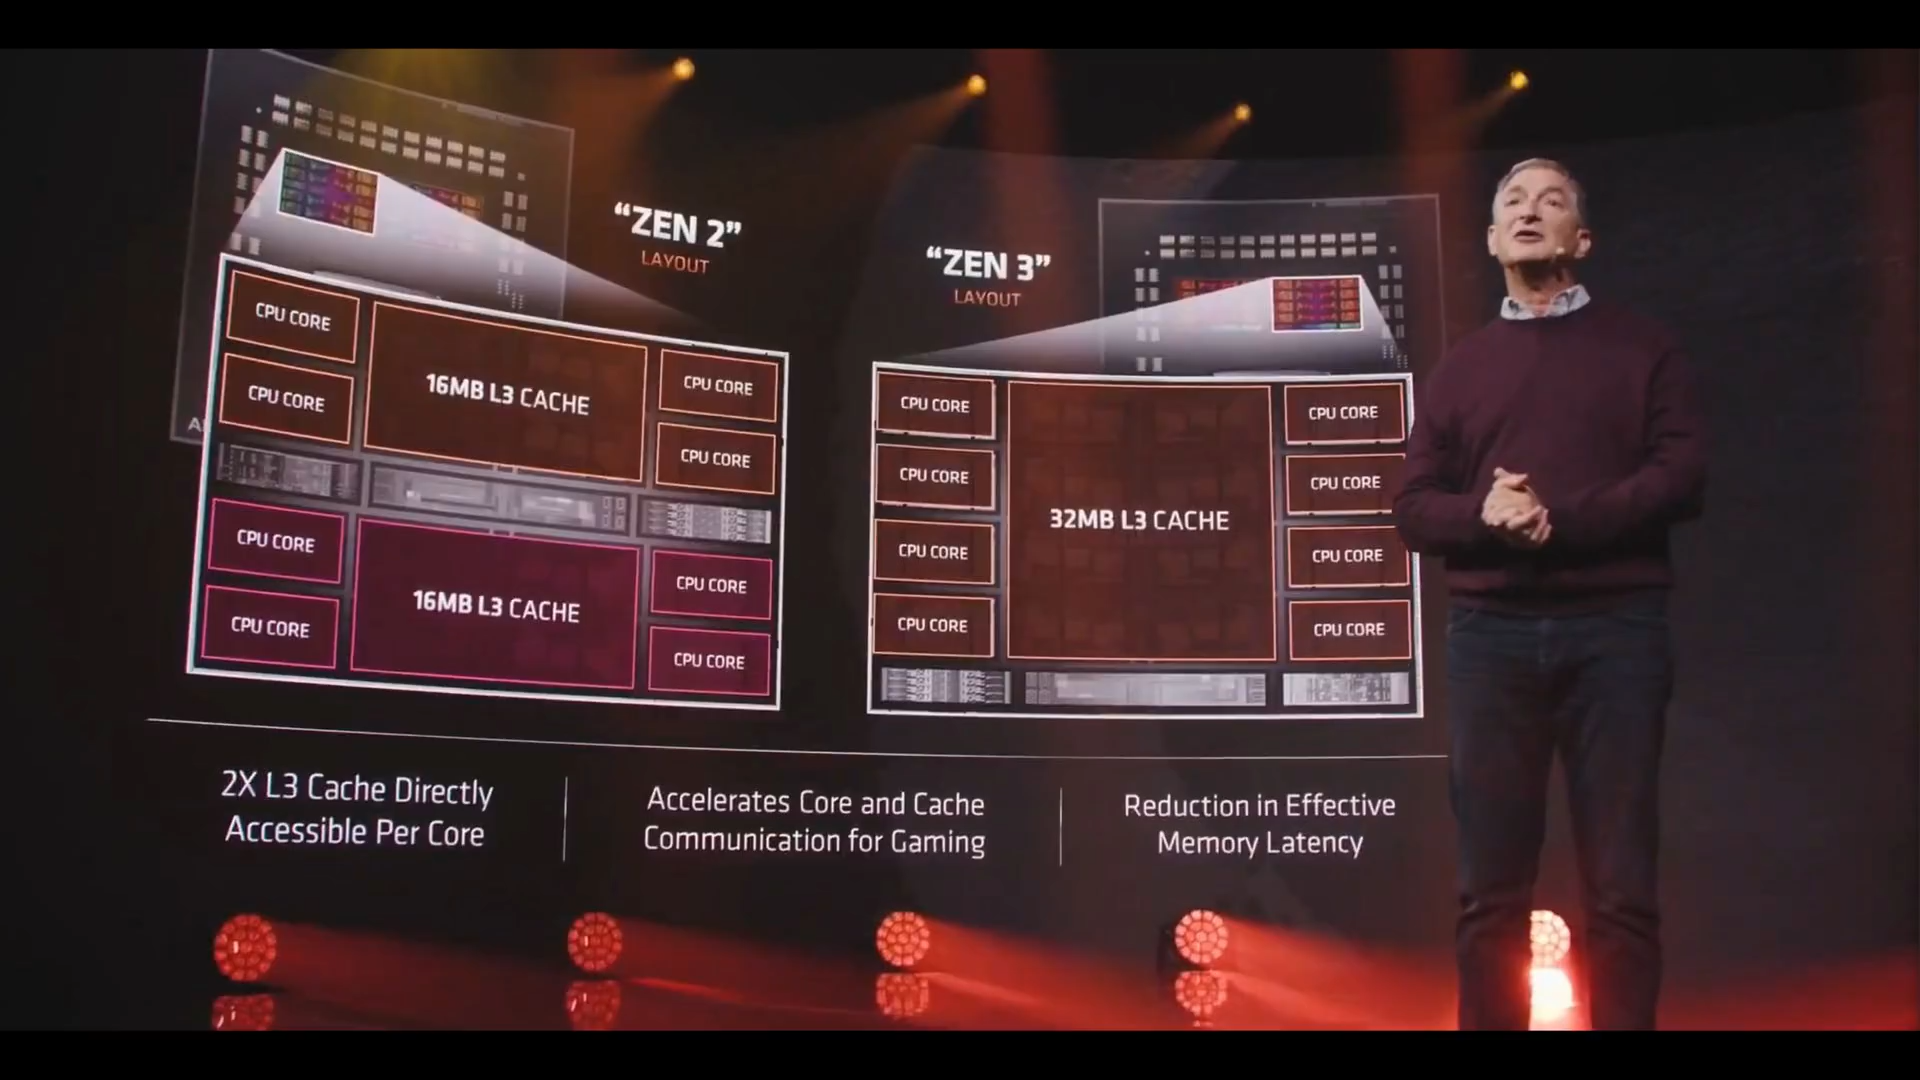 “ZEN 2”
LAYOUT
CPU CORE
CPU CORE
16MB L3 CACHE
CPU CORE
CPU CORE
CPU CORE
CPU CORE
16MB L3 CACHE
CPU CORE
CPU CORE
“ZEN 3”
LAYOUT
CPU CORE
CPU CORE
CPU CORE
CPU CORE
32MB L3 CACHE
CPU CORE
CPU CORE
CPU CORE
CPU CORE
2X L3 Cache Directly
Accessible Per Core
Accelerates Core and Cache
Communication for Gaming
Reduction in Effective
Memory Latency